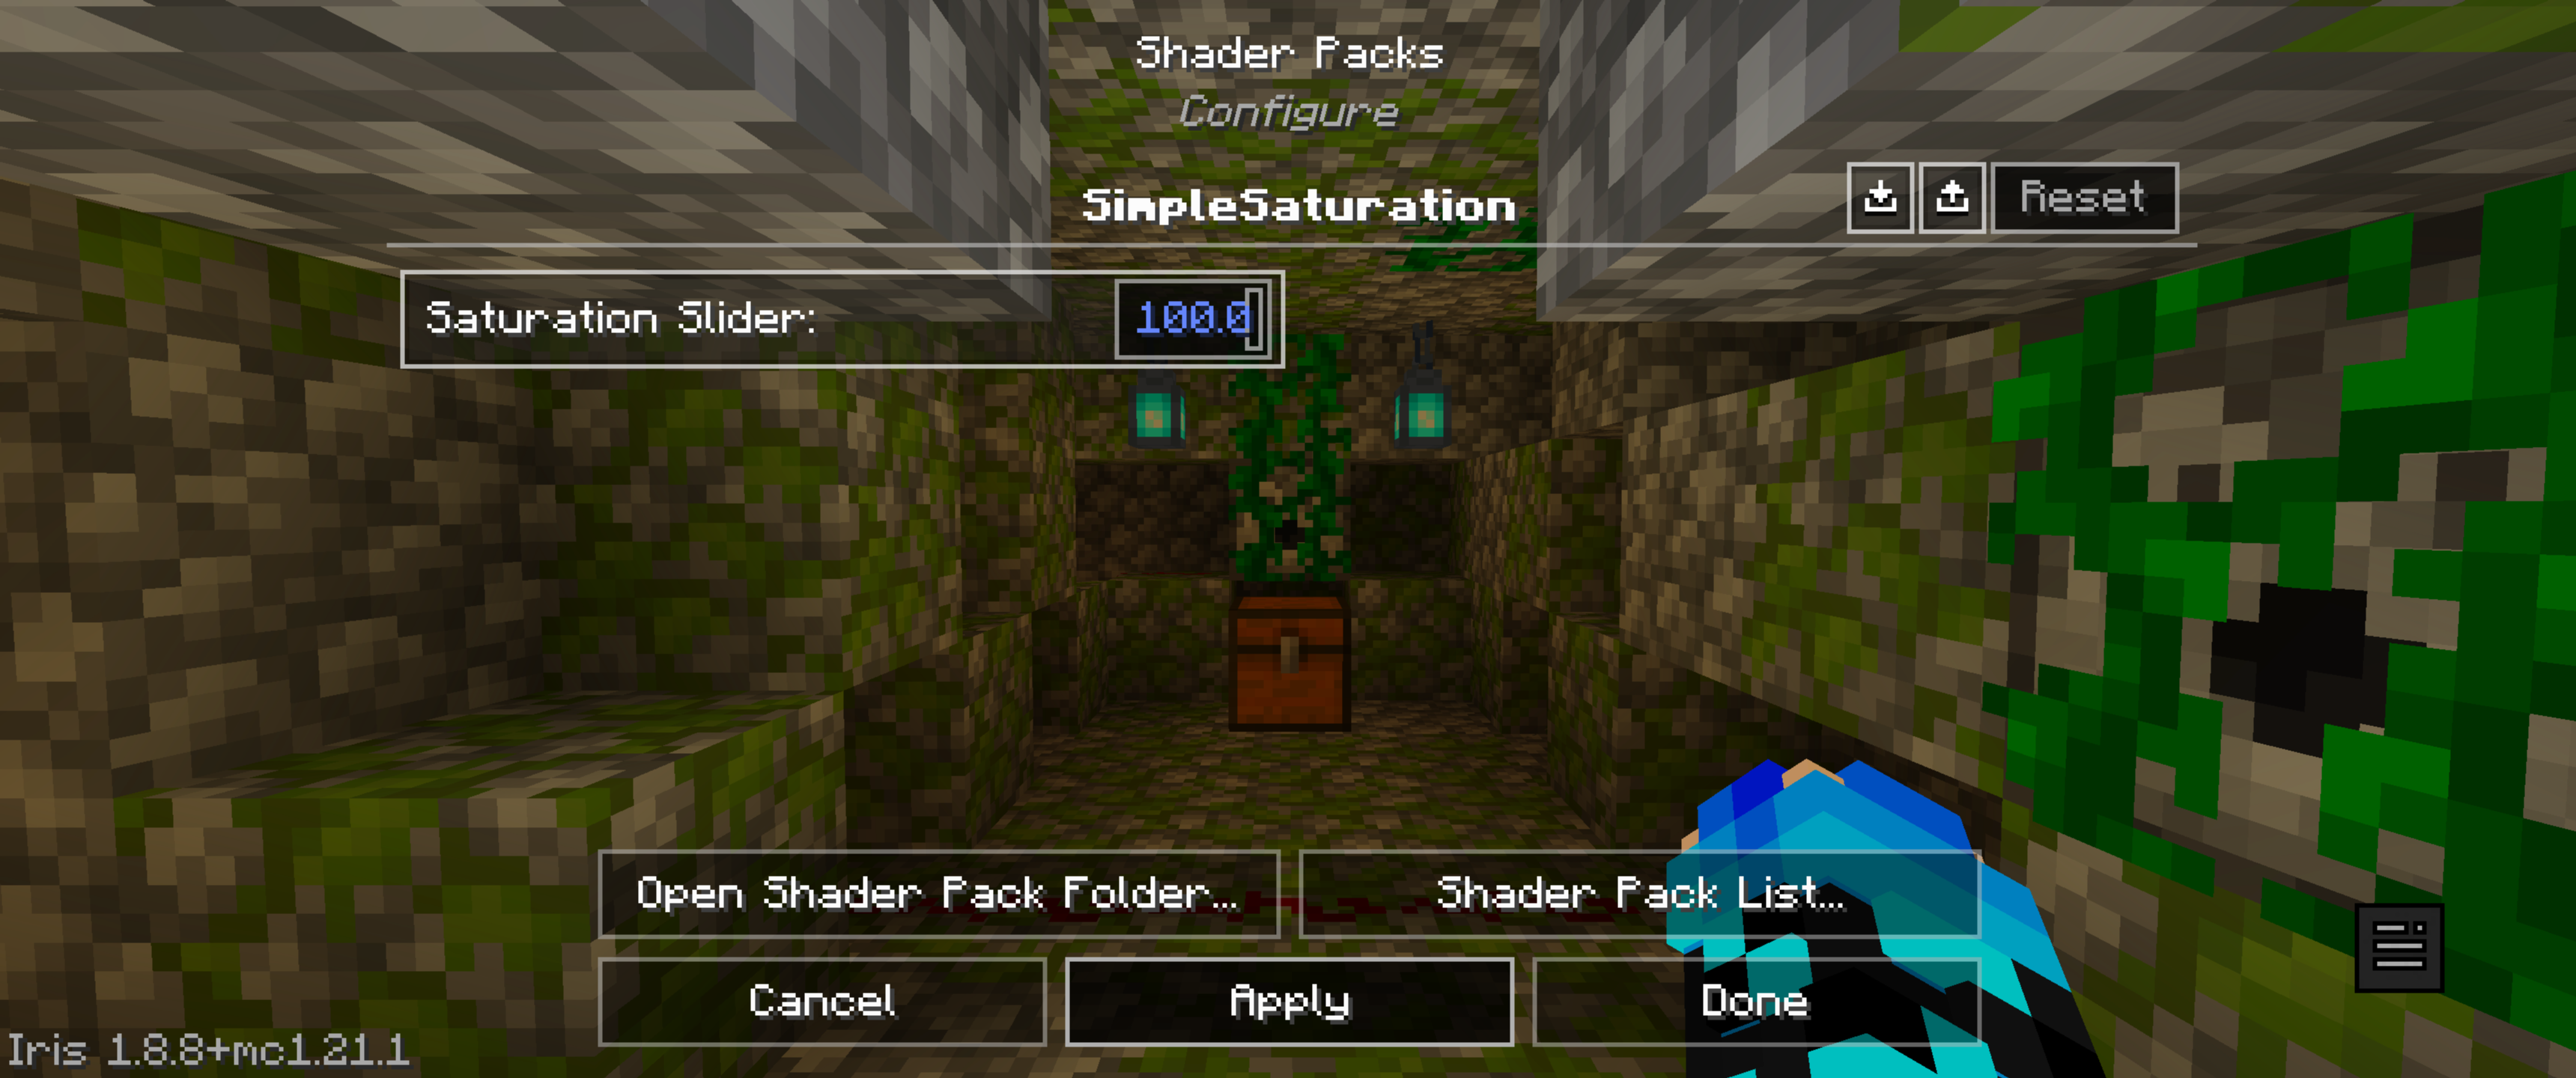 Shader Packs
Configure
SimpleSaturation
Reset
Saturation Slider:
100.0
Open Shader Pack Folder...
Shader Pack List...
Cancel
Apply
Done
Iris 1.8.8+mc1.21.1